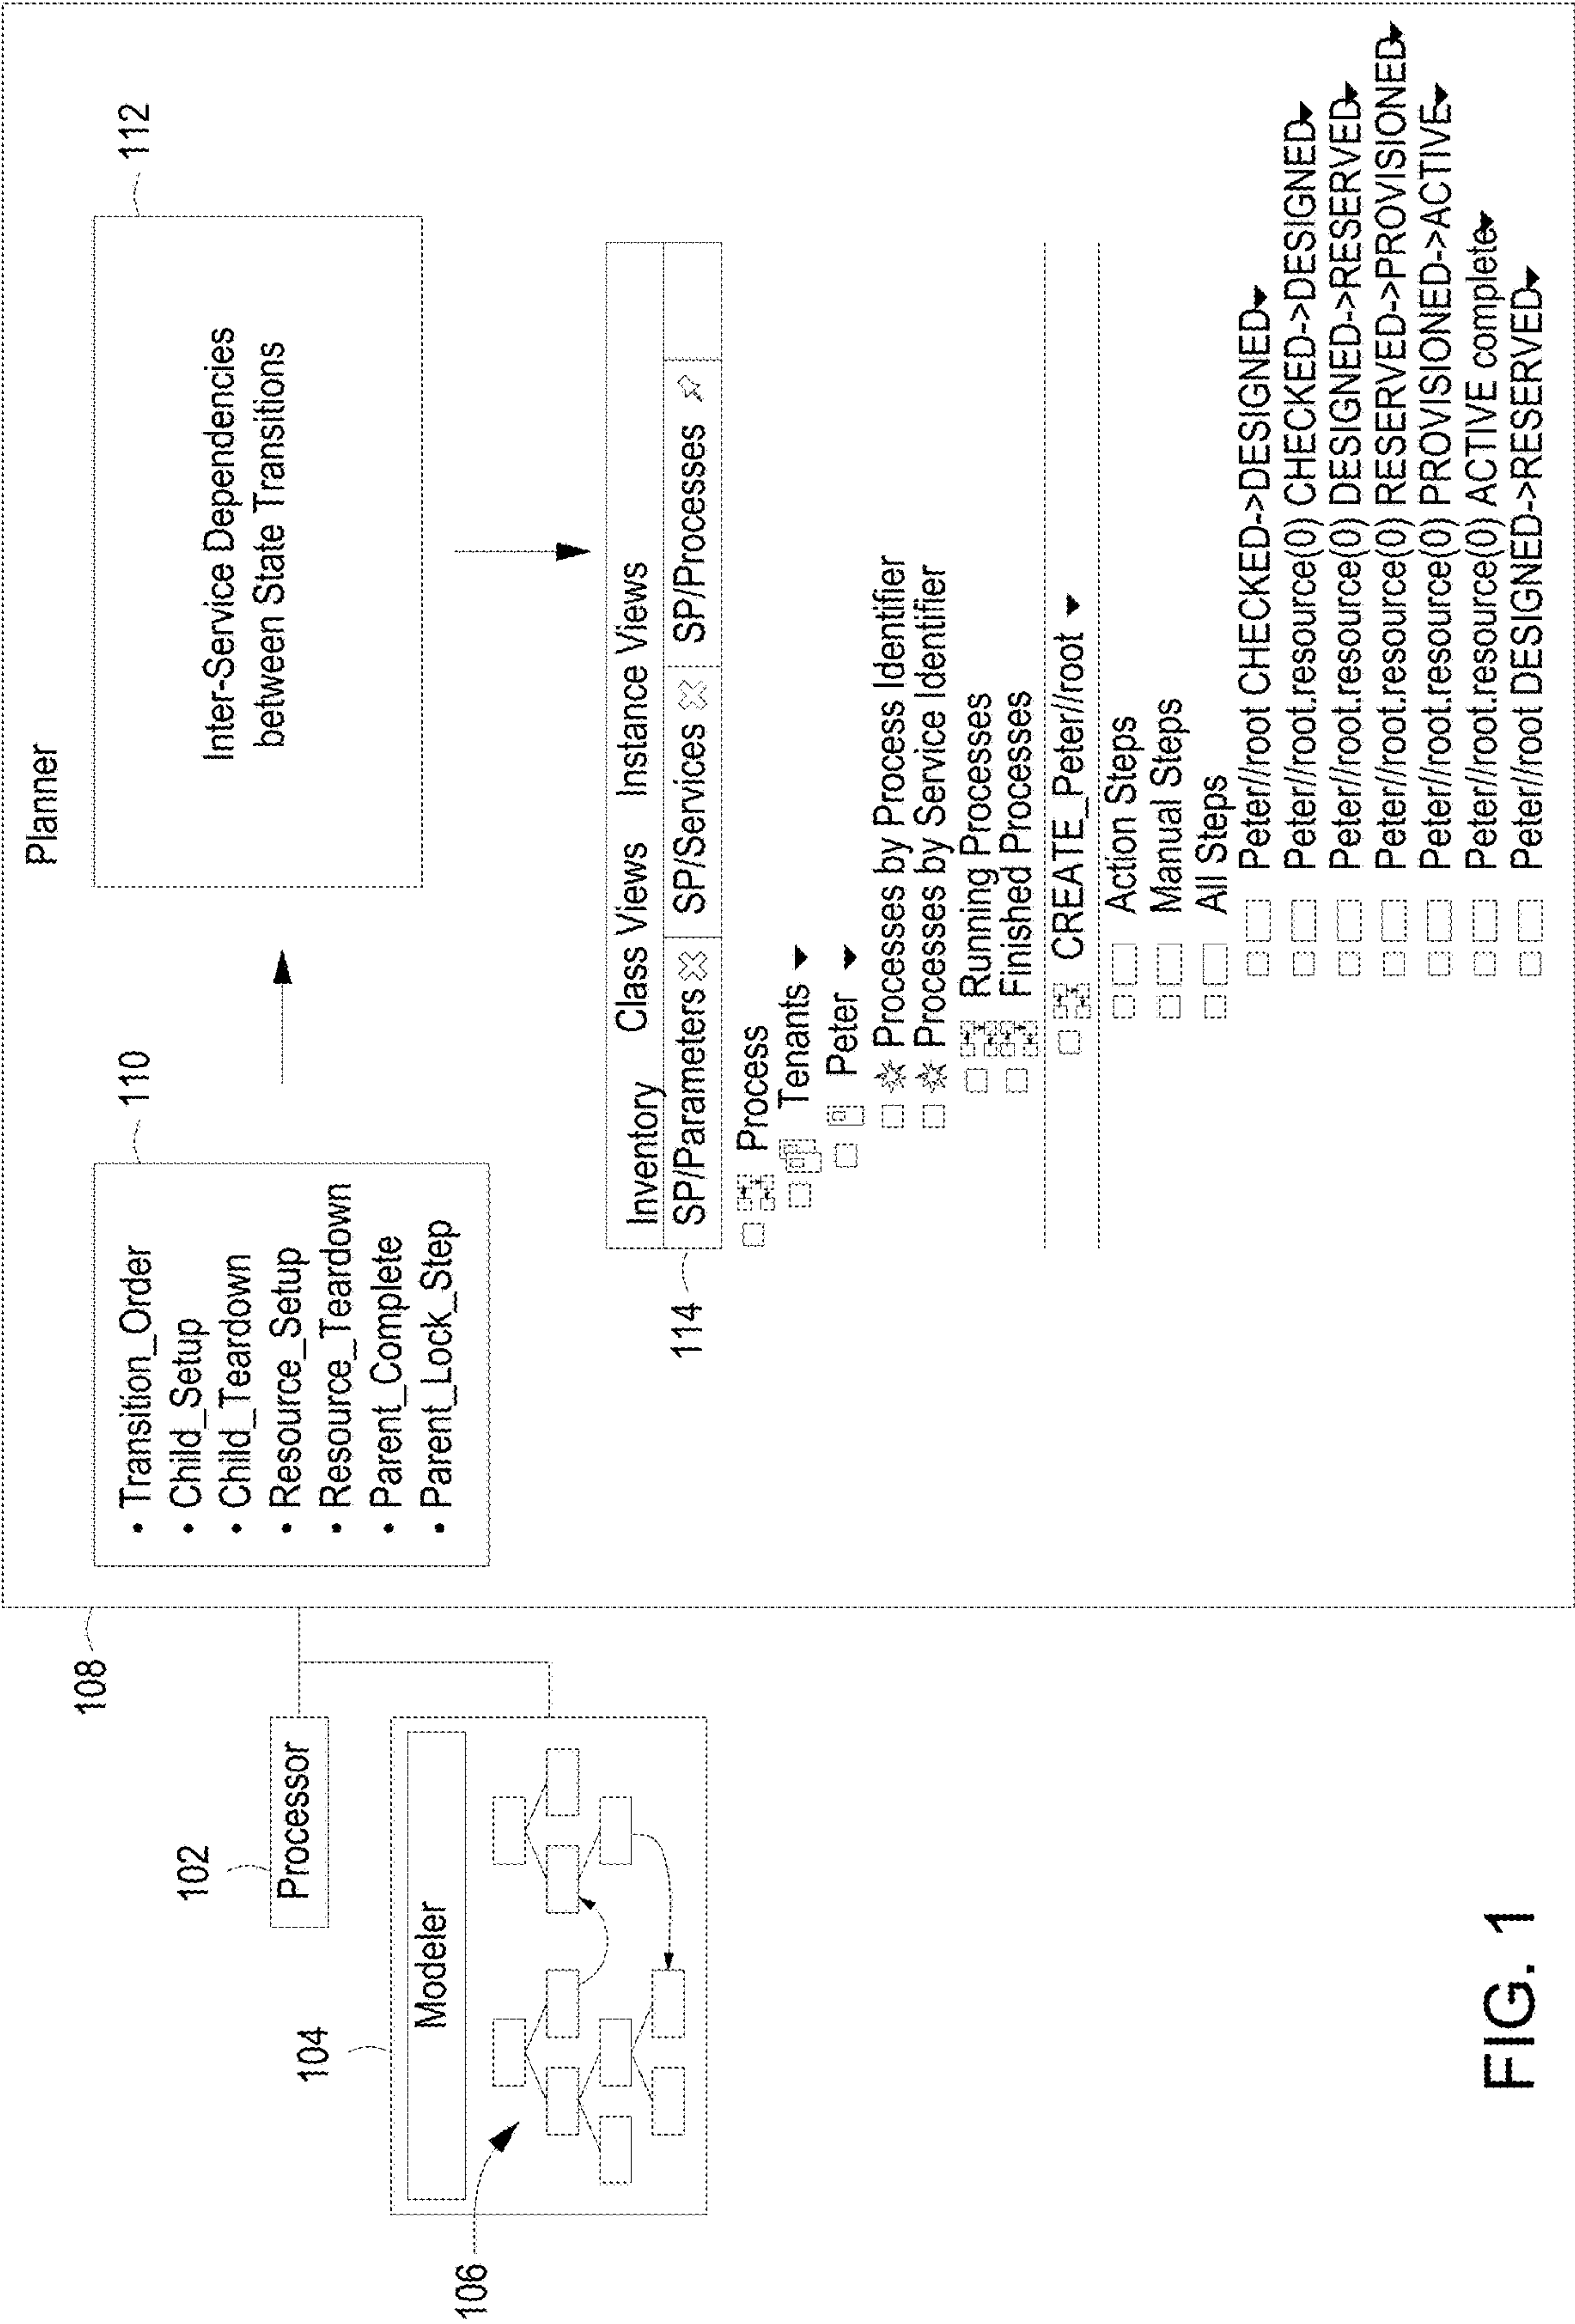 102
Processor
104
Modeler
106
108
Planner
110
• Transition_Order
• Child_Setup
• Child_Teardown
• Resource_Setup
• Resource_Teardown
• Parent_Complete
• Parent_Lock_Step
112
Inter-Service Dependencies
between State Transitions
114
Inventory Class Views Instance Views
SP/Parameters SP/Services SP/Processes
Process
Tenants
Peter
Processes by Process Identifier
Processes by Service Identifier
Running Processes
Finished Processes
CREATE_Peter//root
Action Steps
Manual Steps
All Steps
Peter//root CHECKED->DESIGNED
Peter//root.resource(0) CHECKED->DESIGNED
Peter//root.resource(0) DESIGNED->RESERVED
Peter//root.resource(0) RESERVED->PROVISIONED
Peter//root.resource(0) PROVISIONED->ACTIVE
Peter//root.resource(0) ACTIVE complete
Peter//root DESIGNED->RESERVED
FIG. 1